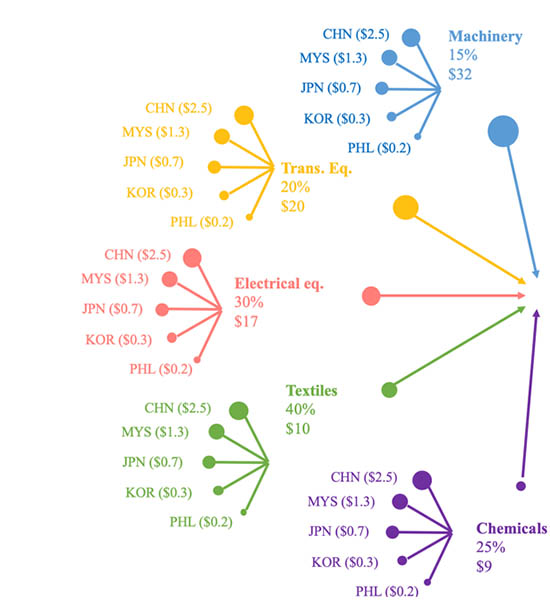 CHN ($2.5)
MYS ($1.3)
JPN ($0.7)
KOR ($0.3)
PHL ($0.2)
Machinery
15%
$32
CHN ($2.5)
MYS ($1.3)
JPN ($0.7)
KOR ($0.3)
PHL ($0.2)
Trans. Eq.
20%
$20
CHN ($2.5)
MYS ($1.3)
JPN ($0.7)
KOR ($0.3)
PHL ($0.2)
Electrical eq.
30%
$17
Textiles
40%
$10
CHN ($2.5)
MYS ($1.3)
JPN ($0.7)
KOR ($0.3)
PHL ($0.2)
CHN ($2.5)
MYS ($1.3)
JPN ($0.7)
KOR ($0.3)
PHL ($0.2)
Chemicals
25%
$9